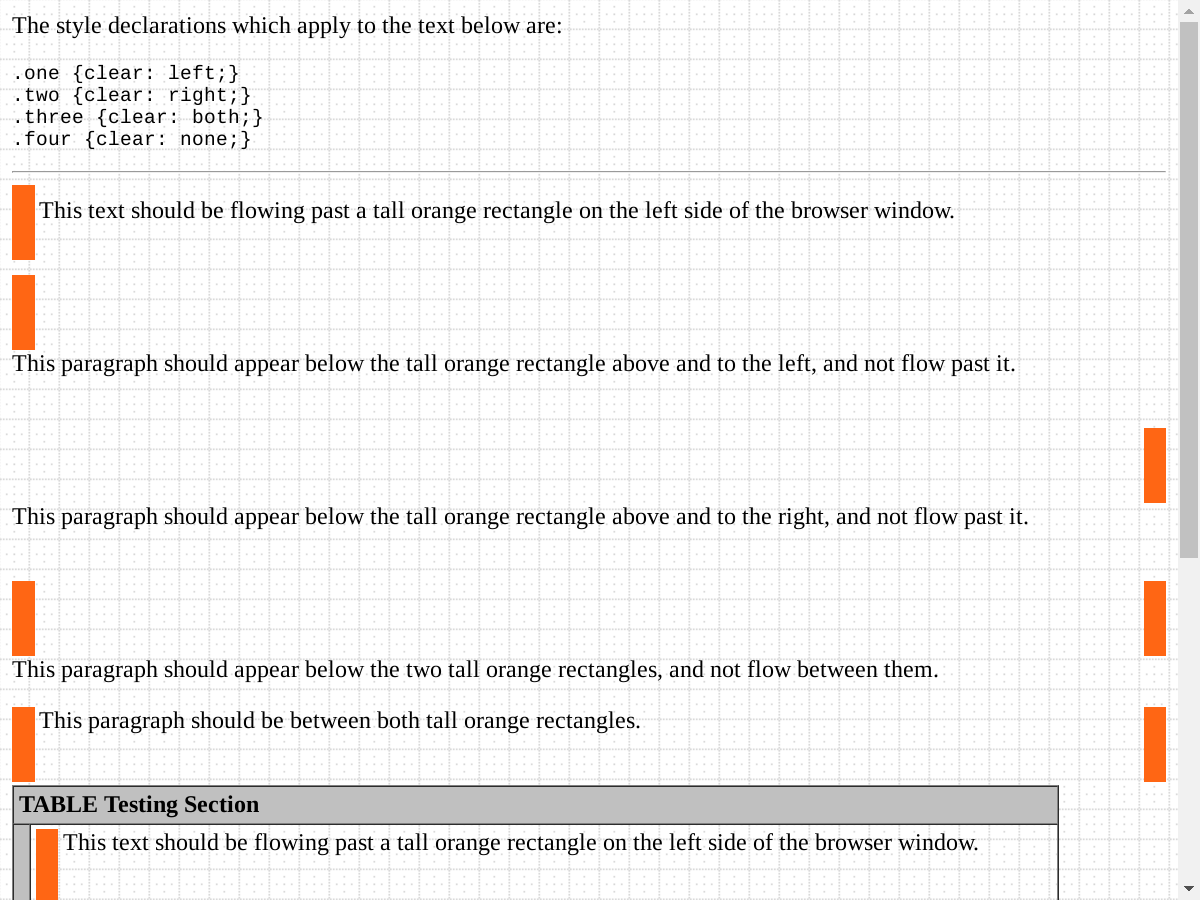 The style declarations which apply to the text below are:
.one {clear: left;}
.two {clear: right;}
.three {clear: both;}
.four {clear: none;}
This text should be flowing past a tall orange rectangle on the left side of the browser window.
This paragraph should appear below the tall orange rectangle above and to the left, and not flow past it.
This paragraph should appear below the tall orange rectangle above and to the right, and not flow past it.
This paragraph should appear below the two tall orange rectangles, and not flow between them.
This paragraph should be between both tall orange rectangles.
TABLE Testing Section
This text should be flowing past a tall orange rectangle on the left side of the browser window.